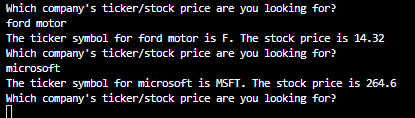 Which company's ticker/stock price are you looking for?
ford motor
The ticker symbol for ford motor is F. The stock price is 14.32
Which company's ticker/stock price are you looking for?
microsoft
The ticker symbol for microsoft is MSFT. The stock price is 264.6
Which company's ticker/stock price are you looking for?